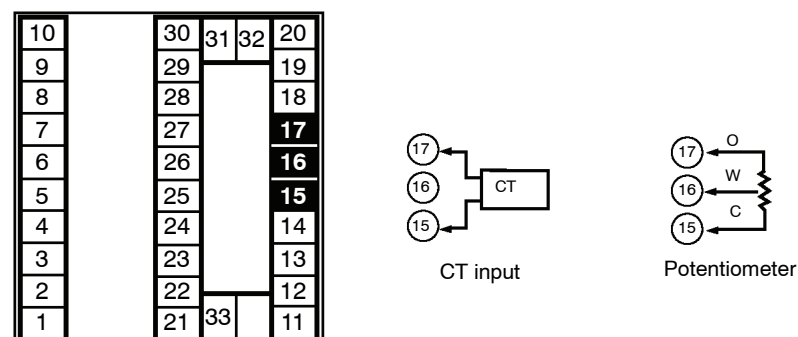 10 30 31 32 20
9 29 19
8 28 18
7 27 17
6 26 16
5 25 15
4 24 14
3 23 13
2 22 12
1 21 33 11
17
16 CT
15
CT input
17 O
16 W
15 C
Potentiometer